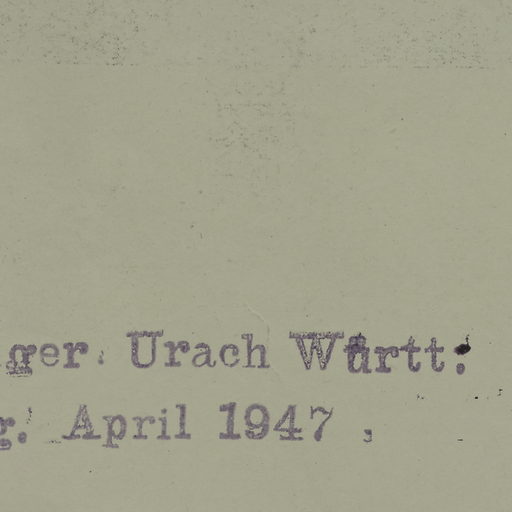 ger. Urach Württ.
g. April 1947 ,